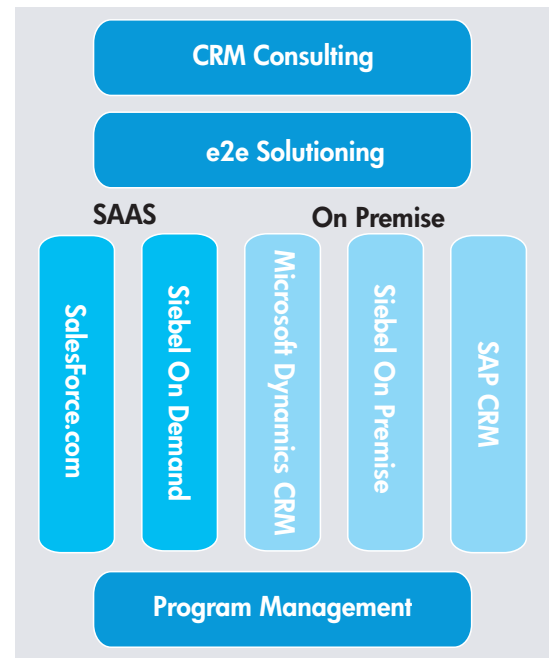 CRM Consulting
e2e Solutioning
SAAS
On Premise
SalesForce.com
Siebel On Demand
Microsoft Dynamics CRM
Siebel On Premise
SAP CRM
Program Management